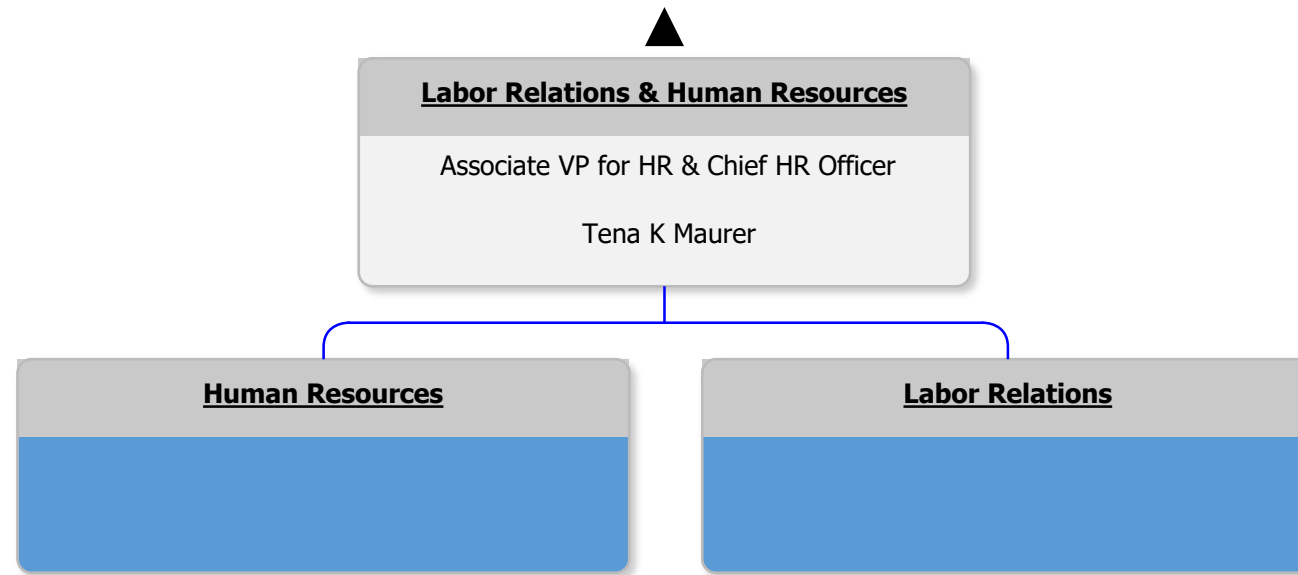 Labor Relations & Human Resources
Associate VP for HR & Chief HR Officer
Tena K Maurer
Human Resources
Labor Relations